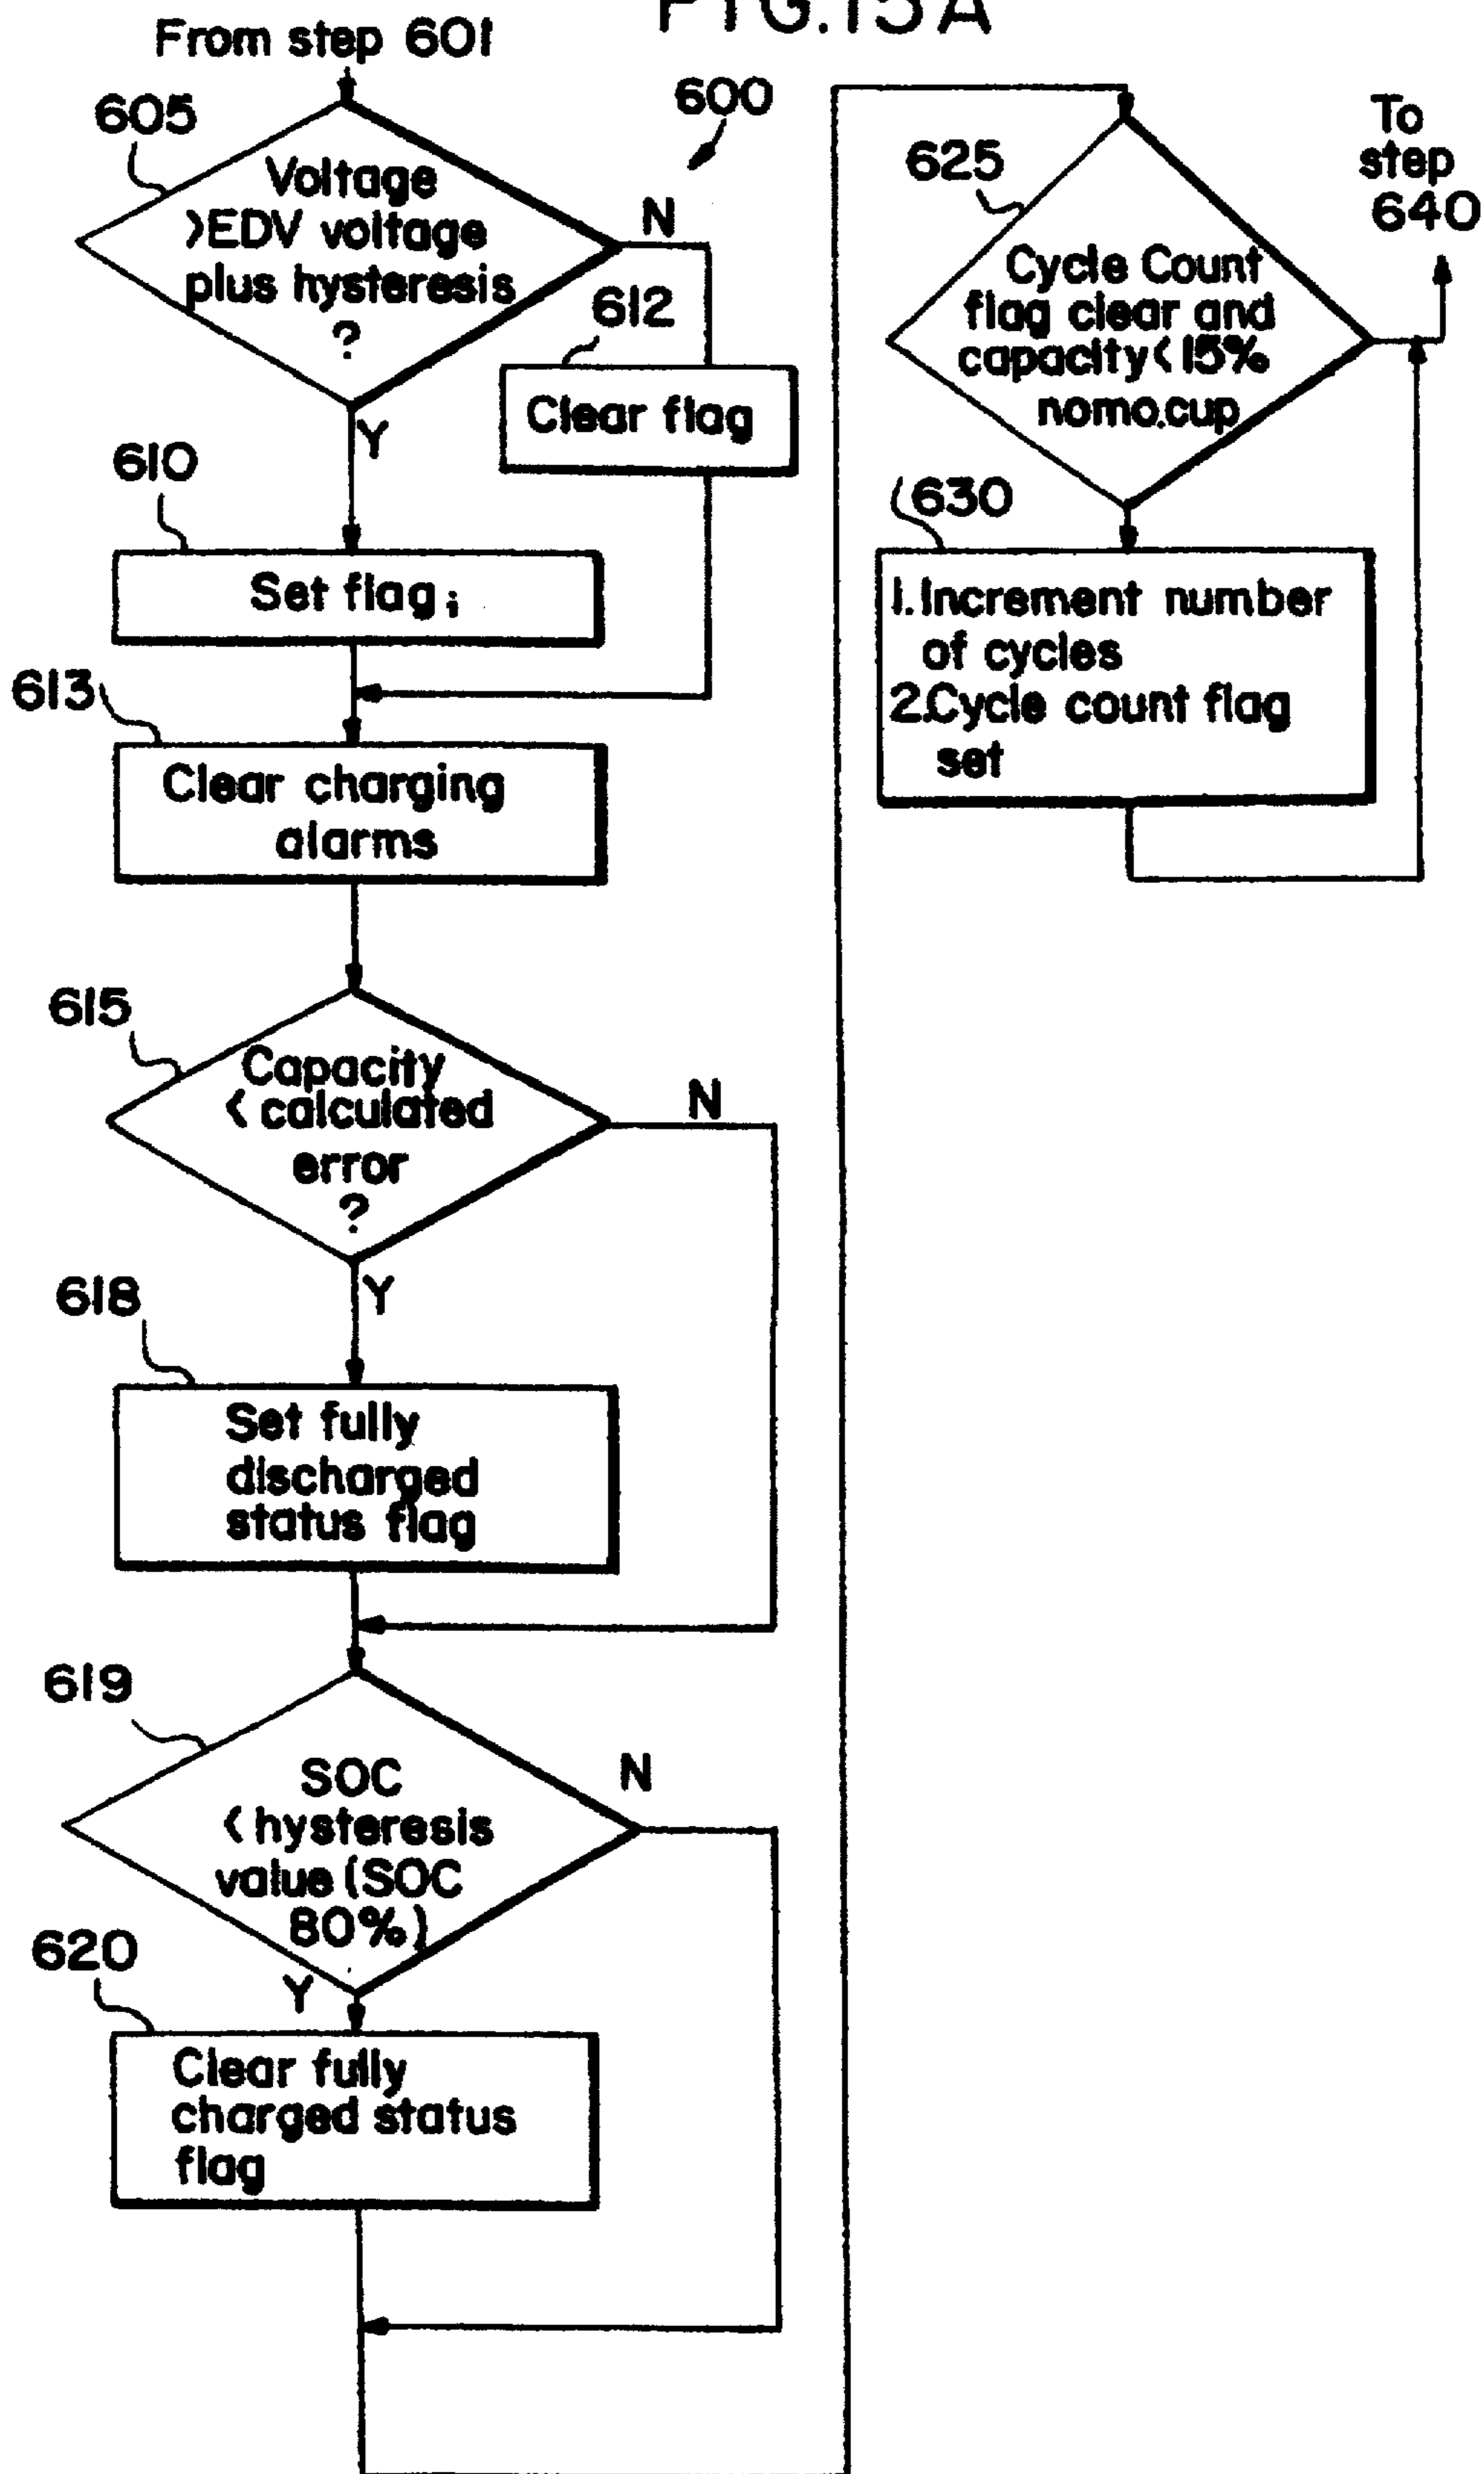 FIG.15A
From step 601
600
605
Voltage
>EDV voltage
plus hysteresis
?
N
612
Clear flag
Y
610
Set flag;
613
Clear charging
alarms
615
Capacity
< calculated
error
?
N
Y
618
Set fully
discharged
status flag
619
SOC
< hysteresis
value (SOC
80%)
N
Y
620
Clear fully
charged status
flag
625
Cycle Count
flag clear and
capacity < 15%
nomo.cup
To
step
640
630
1. Increment number
of cycles
2.Cycle count flag
set